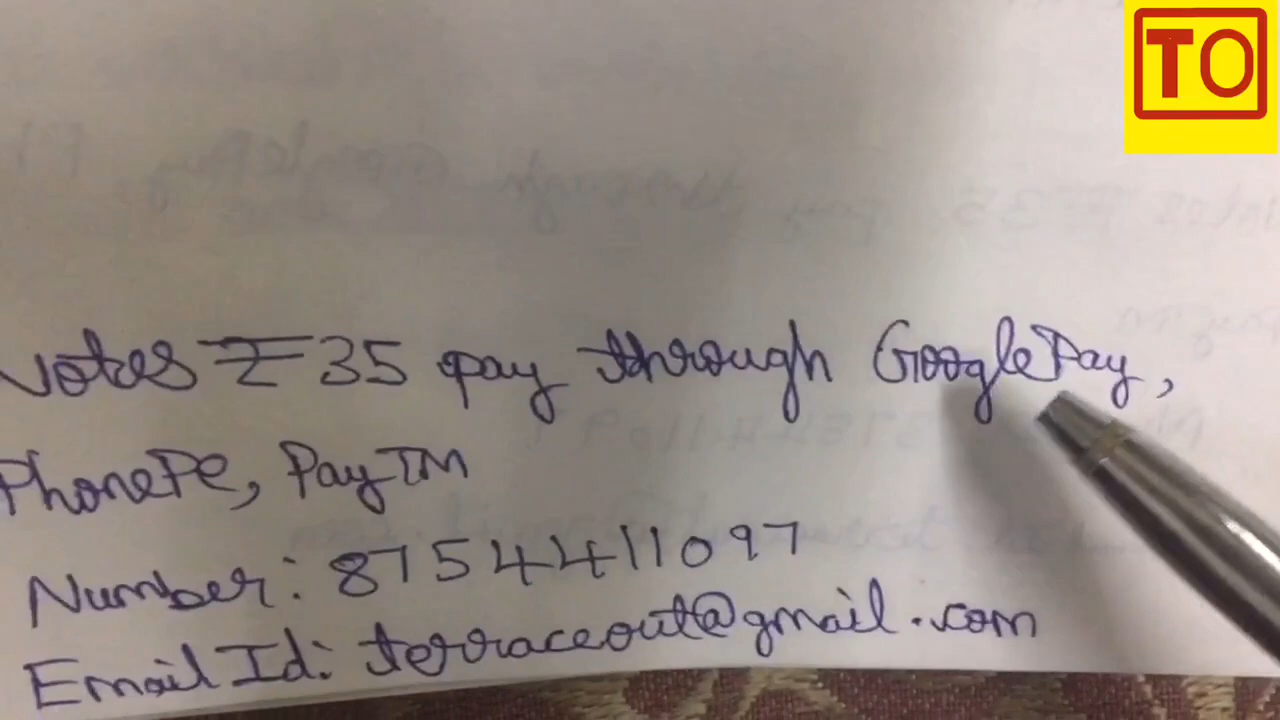 TO
Notes ₹35 pay through GooglePay,
PhonePe, PayTM
Number: 8754411097
Email Id: terraceout@gmail.com